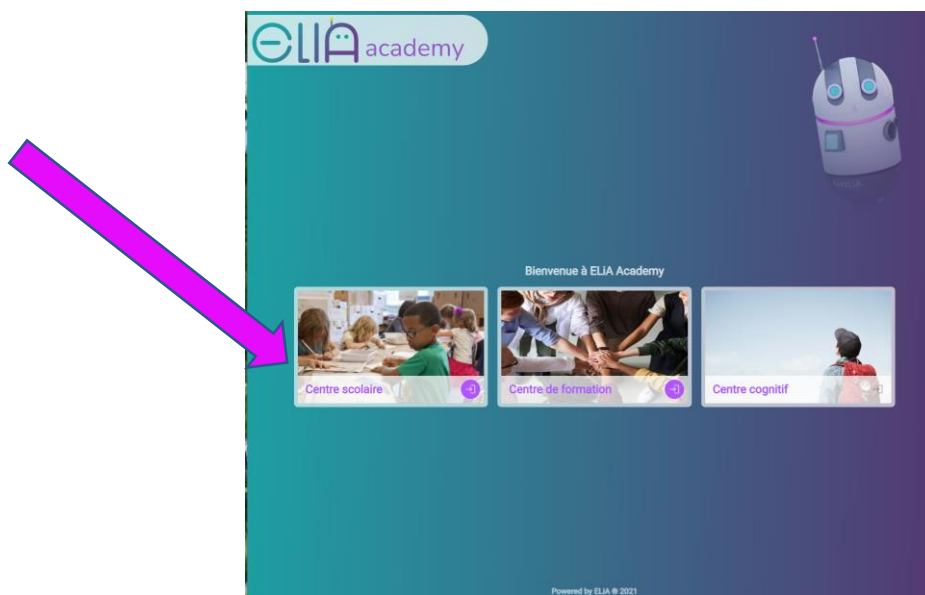 ELIA academy
Bienvenue à ELiA Academy
Centre scolaire
Centre de formation
Centre cognitif
Powered by ELiA ® 2021